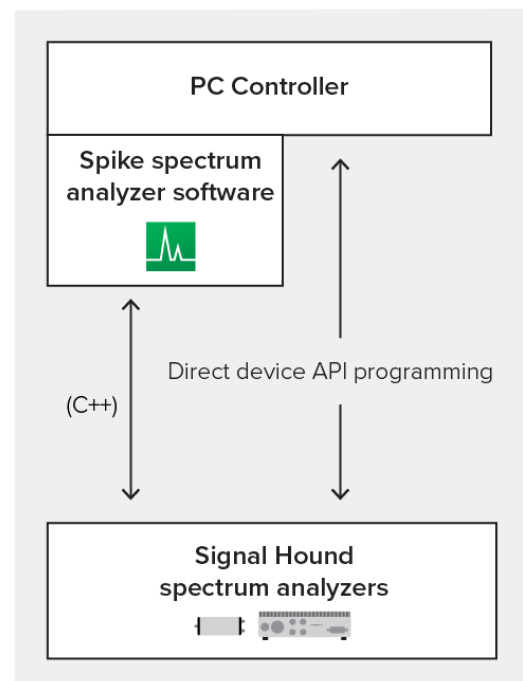 PC Controller
Spike spectrum
analyzer software
Direct device API programming
(C++)
Signal Hound
spectrum analyzers